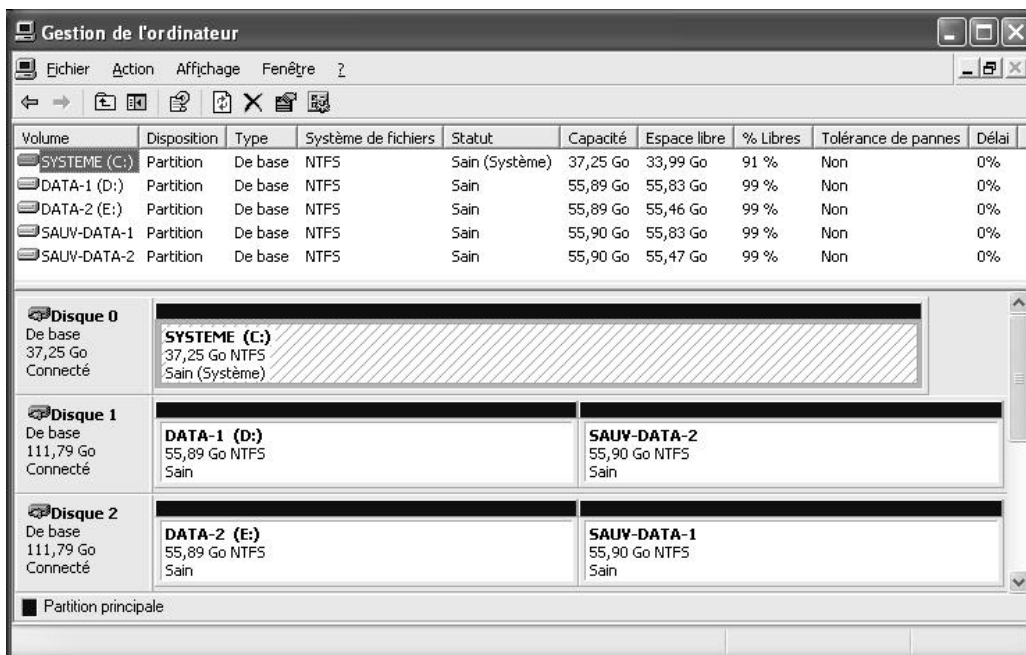 Gestion de l'ordinateur
Fichier Action Affichage Fenêtre ?
Volume Disposition Type Système de fichiers Statut Capacité Espace libre % Libres Tolérance de pannes Délai
SYSTEME (C:) Partition De base NTFS Sain (Système) 37,25 Go 33,99 Go 91 % Non 0%
DATA-1 (D:) Partition De base NTFS Sain 55,89 Go 55,83 Go 99 % Non 0%
DATA-2 (E:) Partition De base NTFS Sain 55,89 Go 55,46 Go 99 % Non 0%
SAUV-DATA-1 Partition De base NTFS Sain 55,90 Go 55,83 Go 99 % Non 0%
SAUV-DATA-2 Partition De base NTFS Sain 55,90 Go 55,47 Go 99 % Non 0%
Disque 0
De base
37,25 Go
Connecté
SYSTEME (C:)
37,25 Go NTFS
Sain (Système)
Disque 1
De base
111,79 Go
Connecté
DATA-1 (D:)
55,89 Go NTFS
Sain
SAUV-DATA-2
55,90 Go NTFS
Sain
Disque 2
De base
111,79 Go
Connecté
DATA-2 (E:)
55,89 Go NTFS
Sain
SAUV-DATA-1
55,90 Go NTFS
Sain
Partition principale